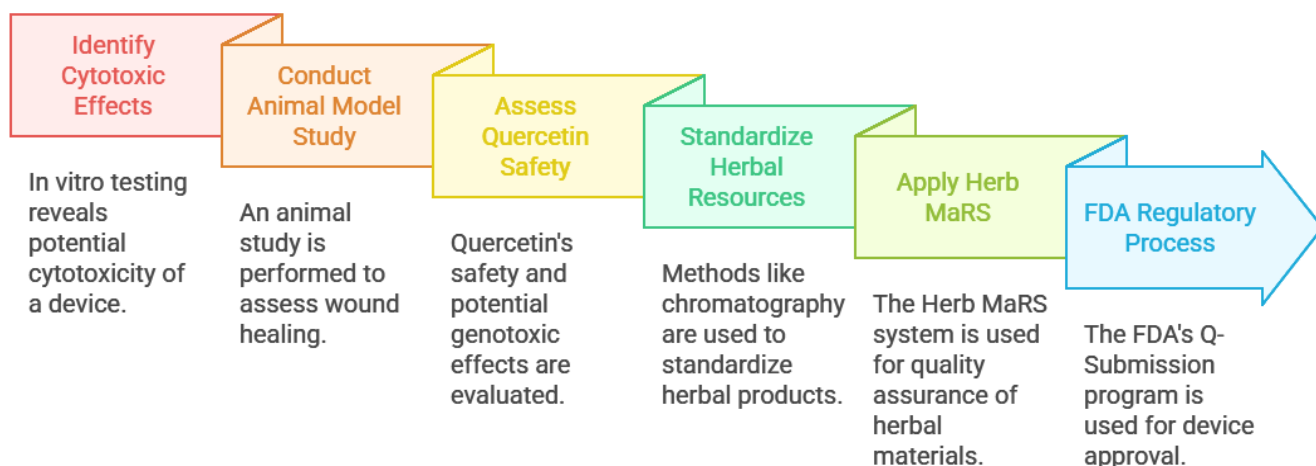 Identify
Cytotoxic
Effects
In vitro testing
reveals
potential
cytotoxicity of
a device.
Conduct
Animal Model
Study
An animal
study is
performed to
assess wound
healing.
Assess
Quercetin
Safety
Quercetin's
safety and
potential
genotoxic
effects are
evaluated.
Standardize
Herbal
Resources
Methods like
chromatography
are used to
standardize
herbal products.
Apply Herb
MaRS
The Herb MaRS
system is used
for quality
assurance of
herbal
materials.
FDA Regulatory
Process
The FDA's Q-
Submission
program is
used for device
approval.